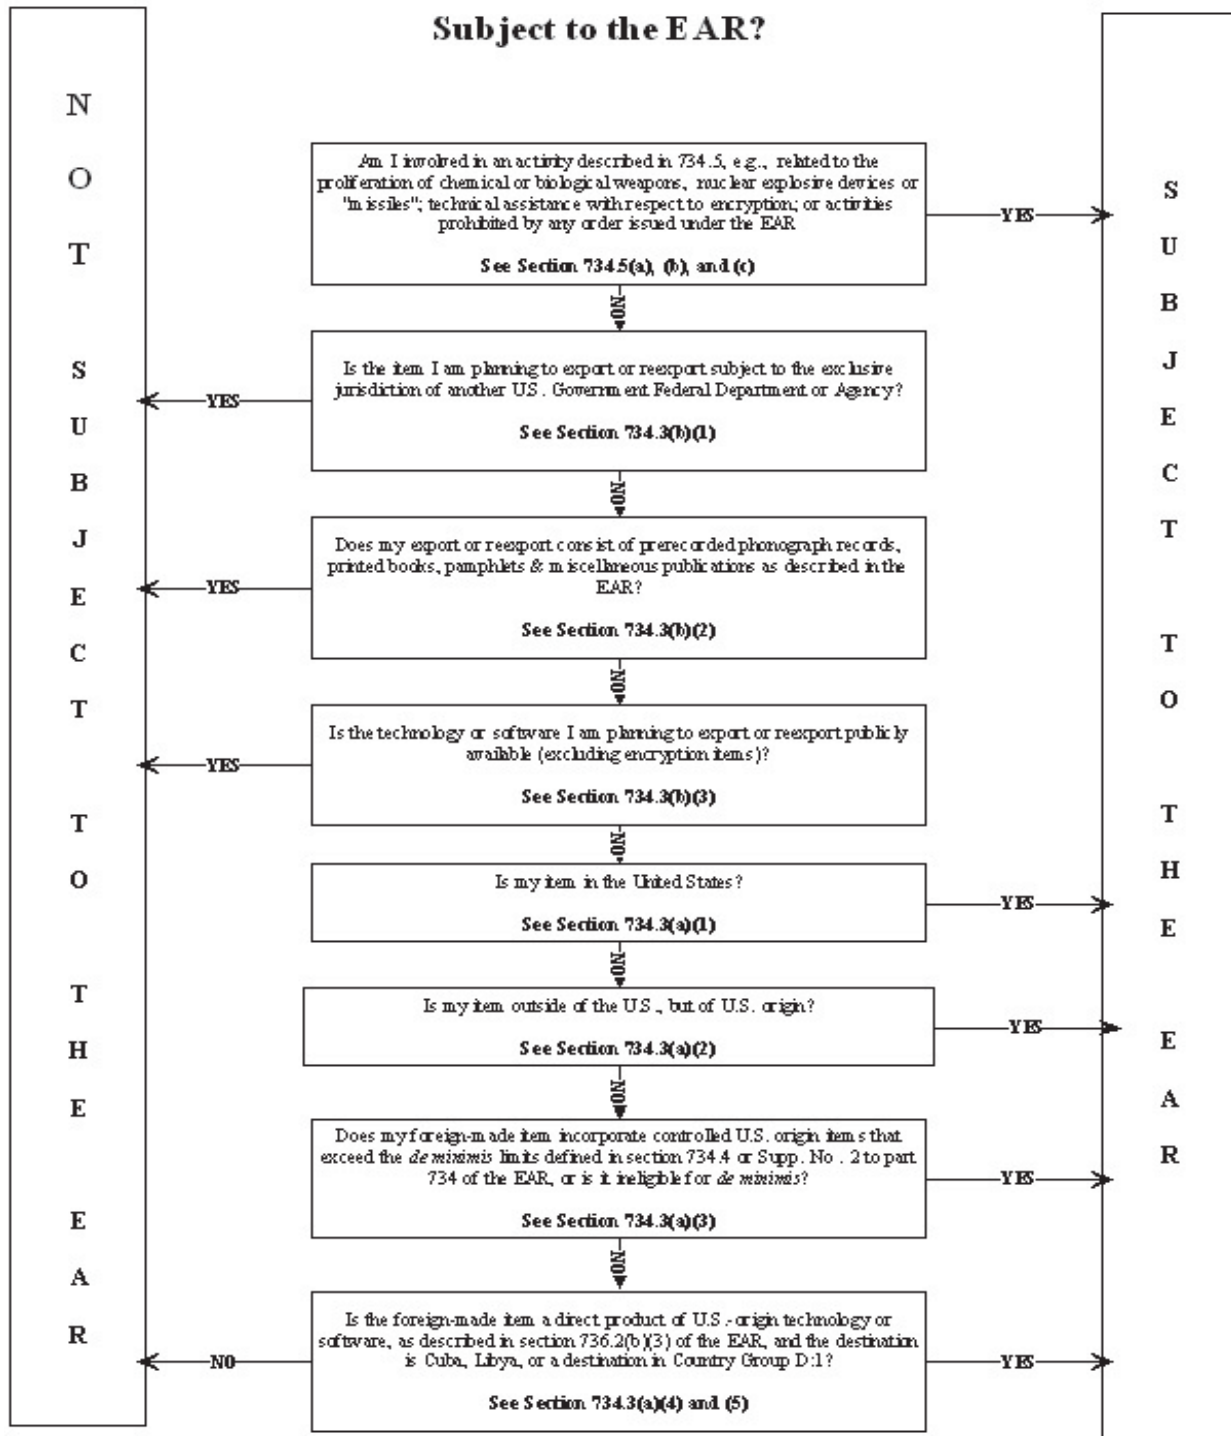 Subject to the EAR?
NOT SUBJECT TO THE EAR
SUBJECT TO THE EAR
Am I involved in an activity described in 734.5, e.g., related to the
proliferation of chemical or biological weapons, nuclear explosive devices or
"missiles"; technical assistance with respect to encryption; or activities
prohibited by any order issued under the EAR
See Section 734.5(a), (b), and (c)
YES
NO
Is the item I am planning to export or reexport subject to the exclusive
jurisdiction of another U.S. Government Federal Department or Agency?
See Section 734.3(b)(1)
YES
NO
Does my export or reexport consist of prerecorded phonograph records,
printed books, pamphlets & miscellaneous publications as described in the
EAR?
See Section 734.3(b)(2)
YES
NO
Is the technology or software I am planning to export or reexport publicly
available (excluding encryption items)?
See Section 734.3(b)(3)
YES
NO
Is my item in the United States?
See Section 734.3(a)(1)
YES
NO
Is my item outside of the U.S., but of U.S. origin?
See Section 734.3(a)(2)
YES
NO
Does my foreign-made item incorporate controlled U.S. origin items that
exceed the de minimis limits defined in section 734.4 or Supp. No. 2 to part
734 of the EAR, or is it ineligible for de minimis?
See Section 734.3(a)(3)
YES
NO
Is the foreign-made item a direct product of U.S.-origin technology or
software, as described in section 736.2(b)(3) of the EAR, and the destination
is Cuba, Libya, or a destination in Country Group D:1?
See Section 734.3(a)(4) and (5)
NO
YES